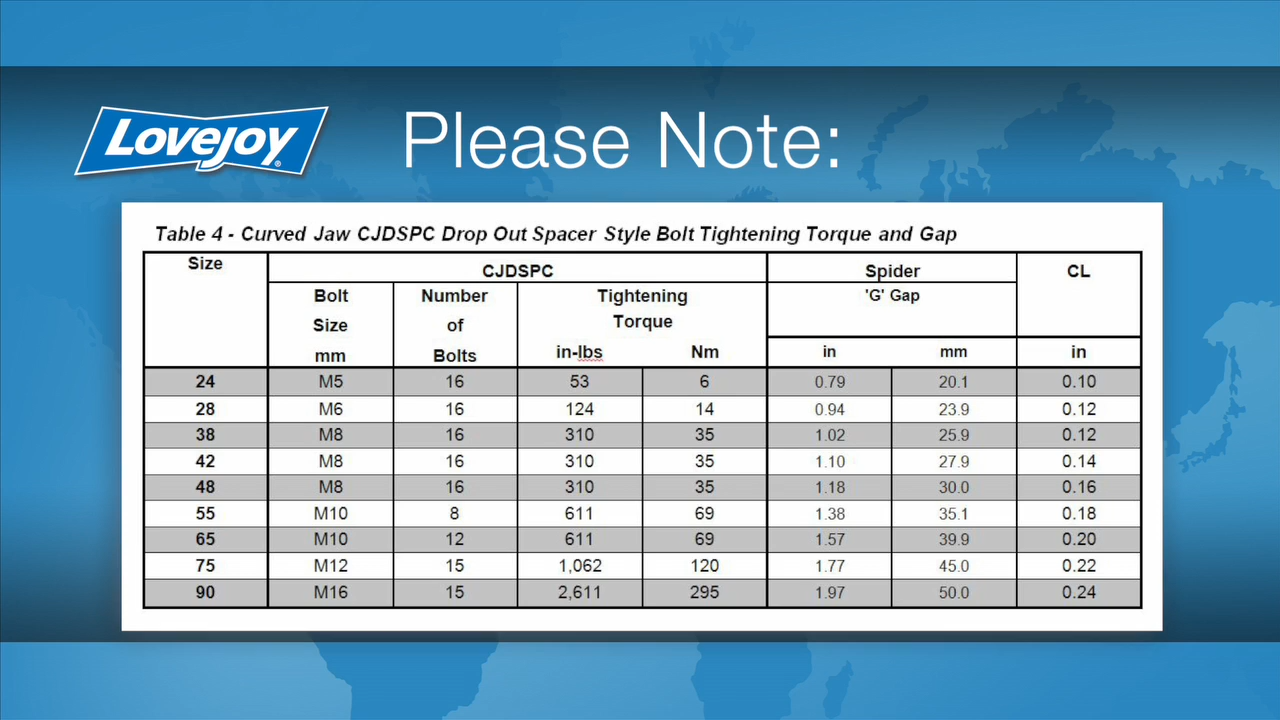 Lovejoy®
Please Note:
Table 4 - Curved Jaw CJDSPC Drop Out Spacer Style Bolt Tightening Torque and Gap
Size CJDSPC Spider CL
Bolt Size mm Number of Bolts Tightening Torque 'G' Gap
in-lbs Nm in mm in
24 M5 16 53 6 0.79 20.1 0.10
28 M6 16 124 14 0.94 23.9 0.12
38 M8 16 310 35 1.02 25.9 0.12
42 M8 16 310 35 1.10 27.9 0.14
48 M8 16 310 35 1.18 30.0 0.16
55 M10 8 611 69 1.38 35.1 0.18
65 M10 12 611 69 1.57 39.9 0.20
75 M12 15 1,062 120 1.77 45.0 0.22
90 M16 15 2,611 295 1.97 50.0 0.24